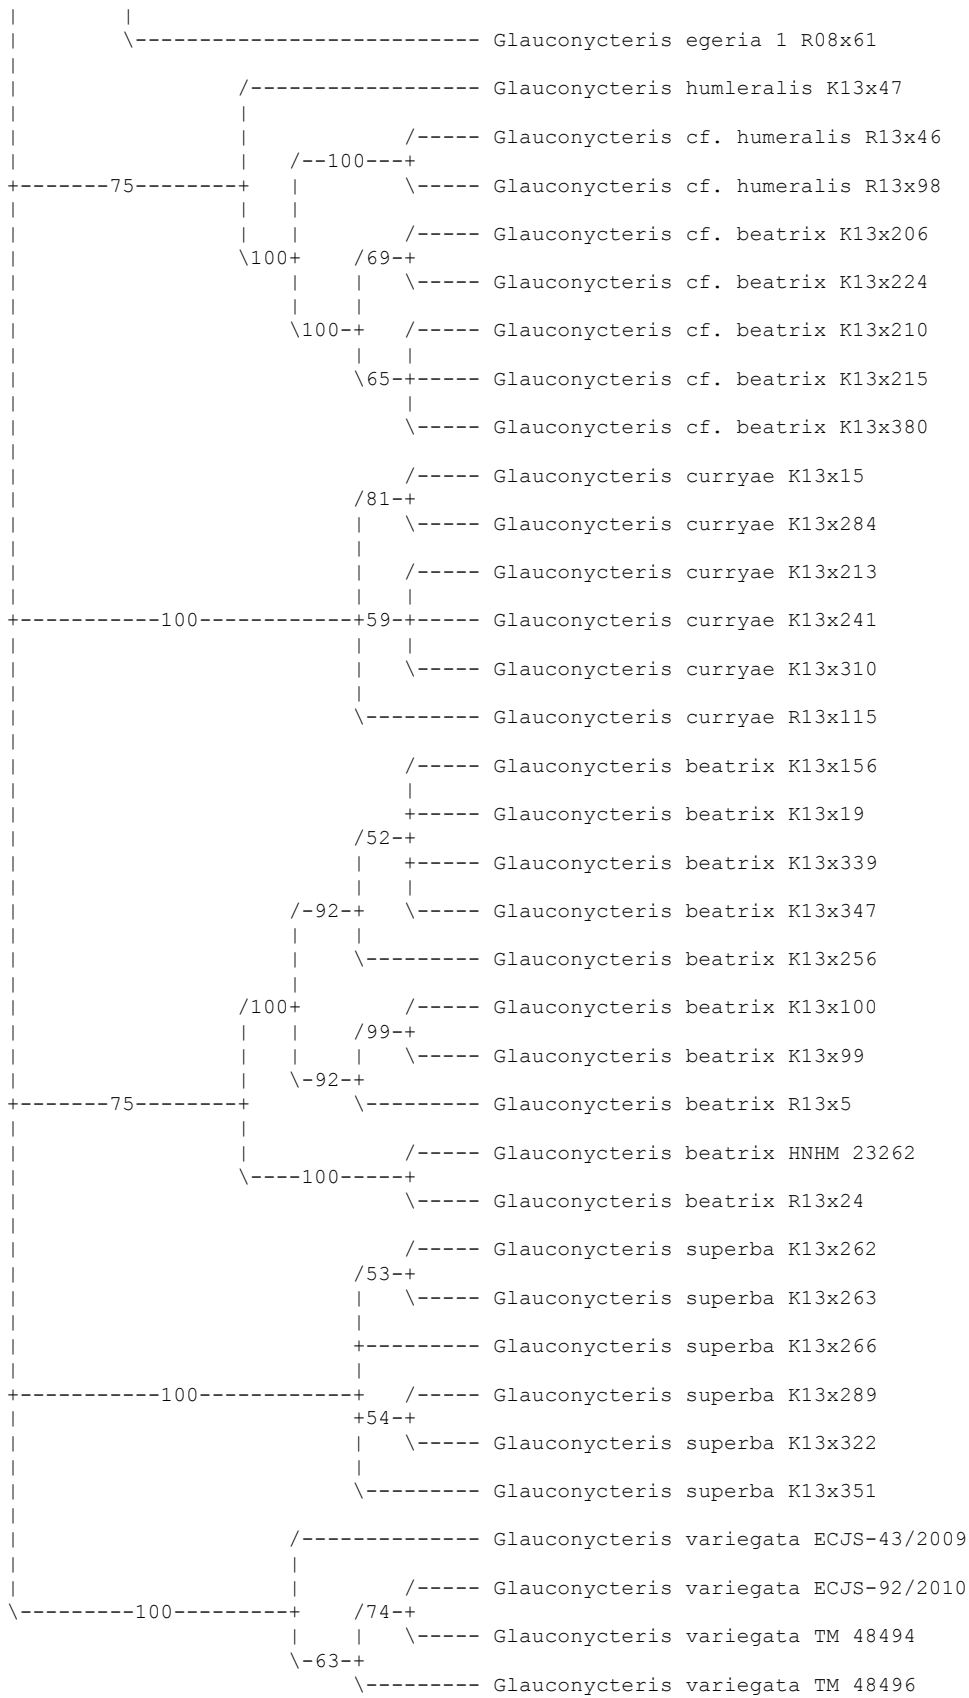 Glauconycteris egeria 1 R08x61
Glauconycteris humleralis K13x47
Glauconycteris cf. humeralis R13x46
100
75
Glauconycteris cf. humeralis R13x98
Glauconycteris cf. beatrix K13x206
100 69
Glauconycteris cf. beatrix K13x224
100
Glauconycteris cf. beatrix K13x210
65
Glauconycteris cf. beatrix K13x215
Glauconycteris cf. beatrix K13x380
Glauconycteris curryae K13x15
81
Glauconycteris curryae K13x284
Glauconycteris curryae K13x213
100 59
Glauconycteris curryae K13x241
Glauconycteris curryae K13x310
Glauconycteris curryae R13x115
Glauconycteris beatrix K13x156
Glauconycteris beatrix K13x19
52
Glauconycteris beatrix K13x339
92
Glauconycteris beatrix K13x347
Glauconycteris beatrix K13x256
100
Glauconycteris beatrix K13x100
99
Glauconycteris beatrix K13x99
92
75
Glauconycteris beatrix R13x5
Glauconycteris beatrix HNHM 23262
100
Glauconycteris beatrix R13x24
Glauconycteris superba K13x262
53
Glauconycteris superba K13x263
Glauconycteris superba K13x266
100
Glauconycteris superba K13x289
54
Glauconycteris superba K13x322
Glauconycteris superba K13x351
Glauconycteris variegata ECJS-43/2009
Glauconycteris variegata ECJS-92/2010
100 74
Glauconycteris variegata TM 48494
63
Glauconycteris variegata TM 48496